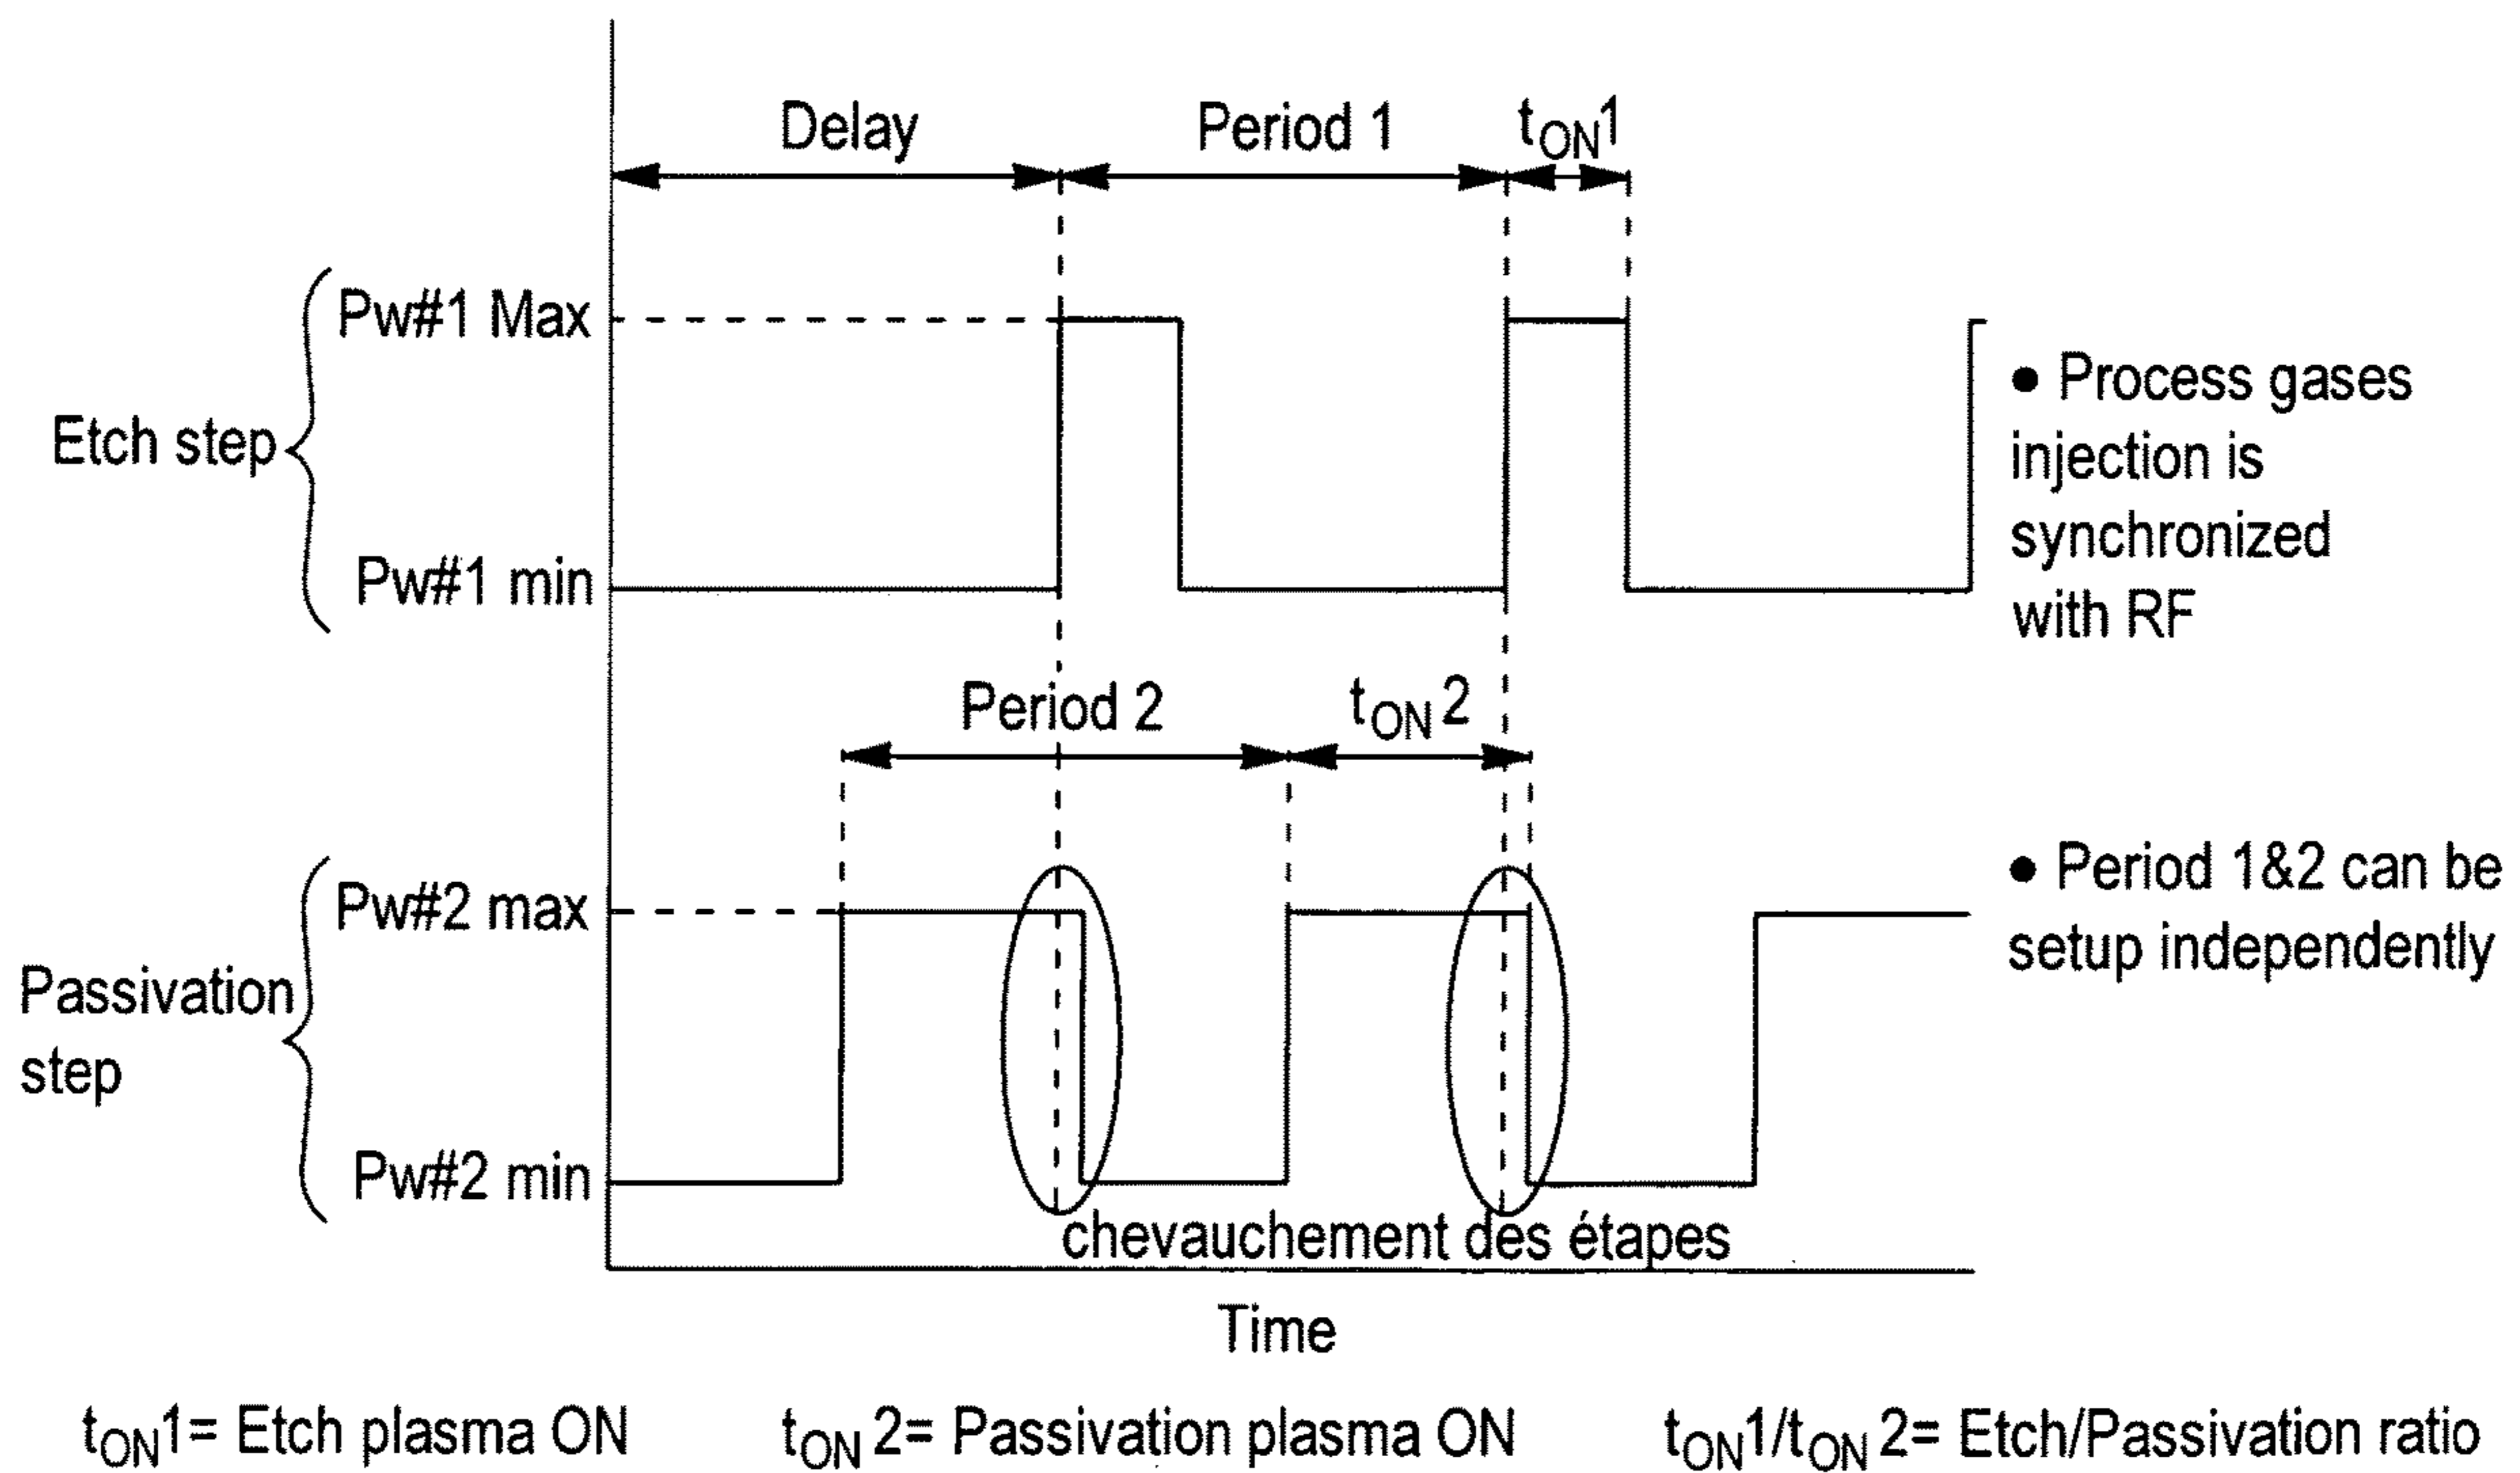 Delay
Period 1
tON1
Pw#1 Max
Etch step
Pw#1 min
● Process gases
injection is
synchronized
with RF
Period 2
tON 2
Pw#2 max
Passivation
step
Pw#2 min
● Period 1&2 can be
setup independently
chevauchement des étapes
Time
tON1= Etch plasma ON
tON 2= Passivation plasma ON
tON1/tON 2= Etch/Passivation ratio